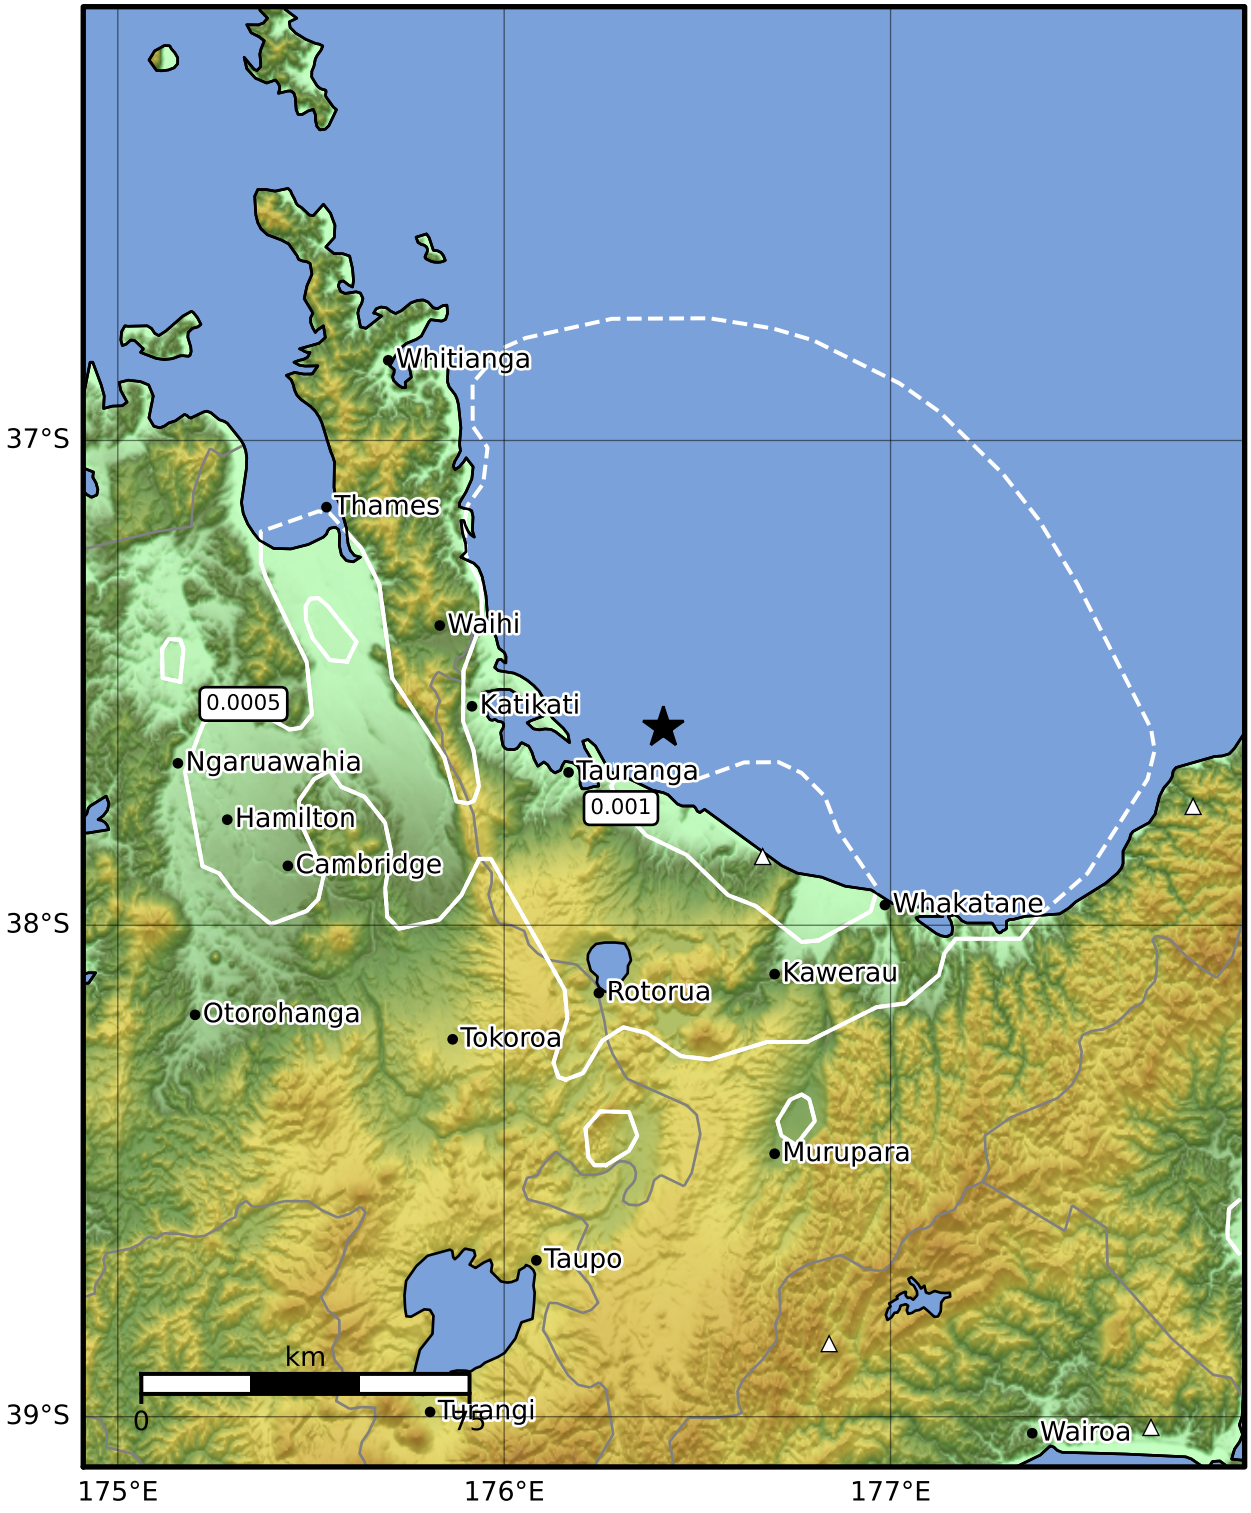 Whitianga
37°S
Thames
Waihi
0.0005
Katikati
Ngaruawahia
Tauranga
0.001
Hamilton
Cambridge
Whakatane
38°S
Kawerau
Rotorua
Otorohanga
Tokoroa
Murupara
Taupo
km
0
75
Turangi
39°S
Wairoa
175°E
176°E
177°E